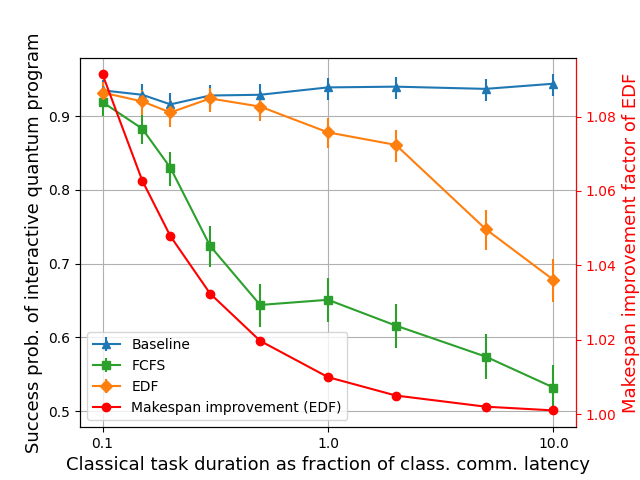 Success prob. of interactive quantum program
0.9
0.8
0.7
0.6
0.5
Baseline
FCFS
EDF
Makespan improvement (EDF)
0.1
1.0
10.0
Classical task duration as fraction of class. comm. latency
1.08
1.06
1.04
1.02
1.00
Makespan improvement factor of EDF